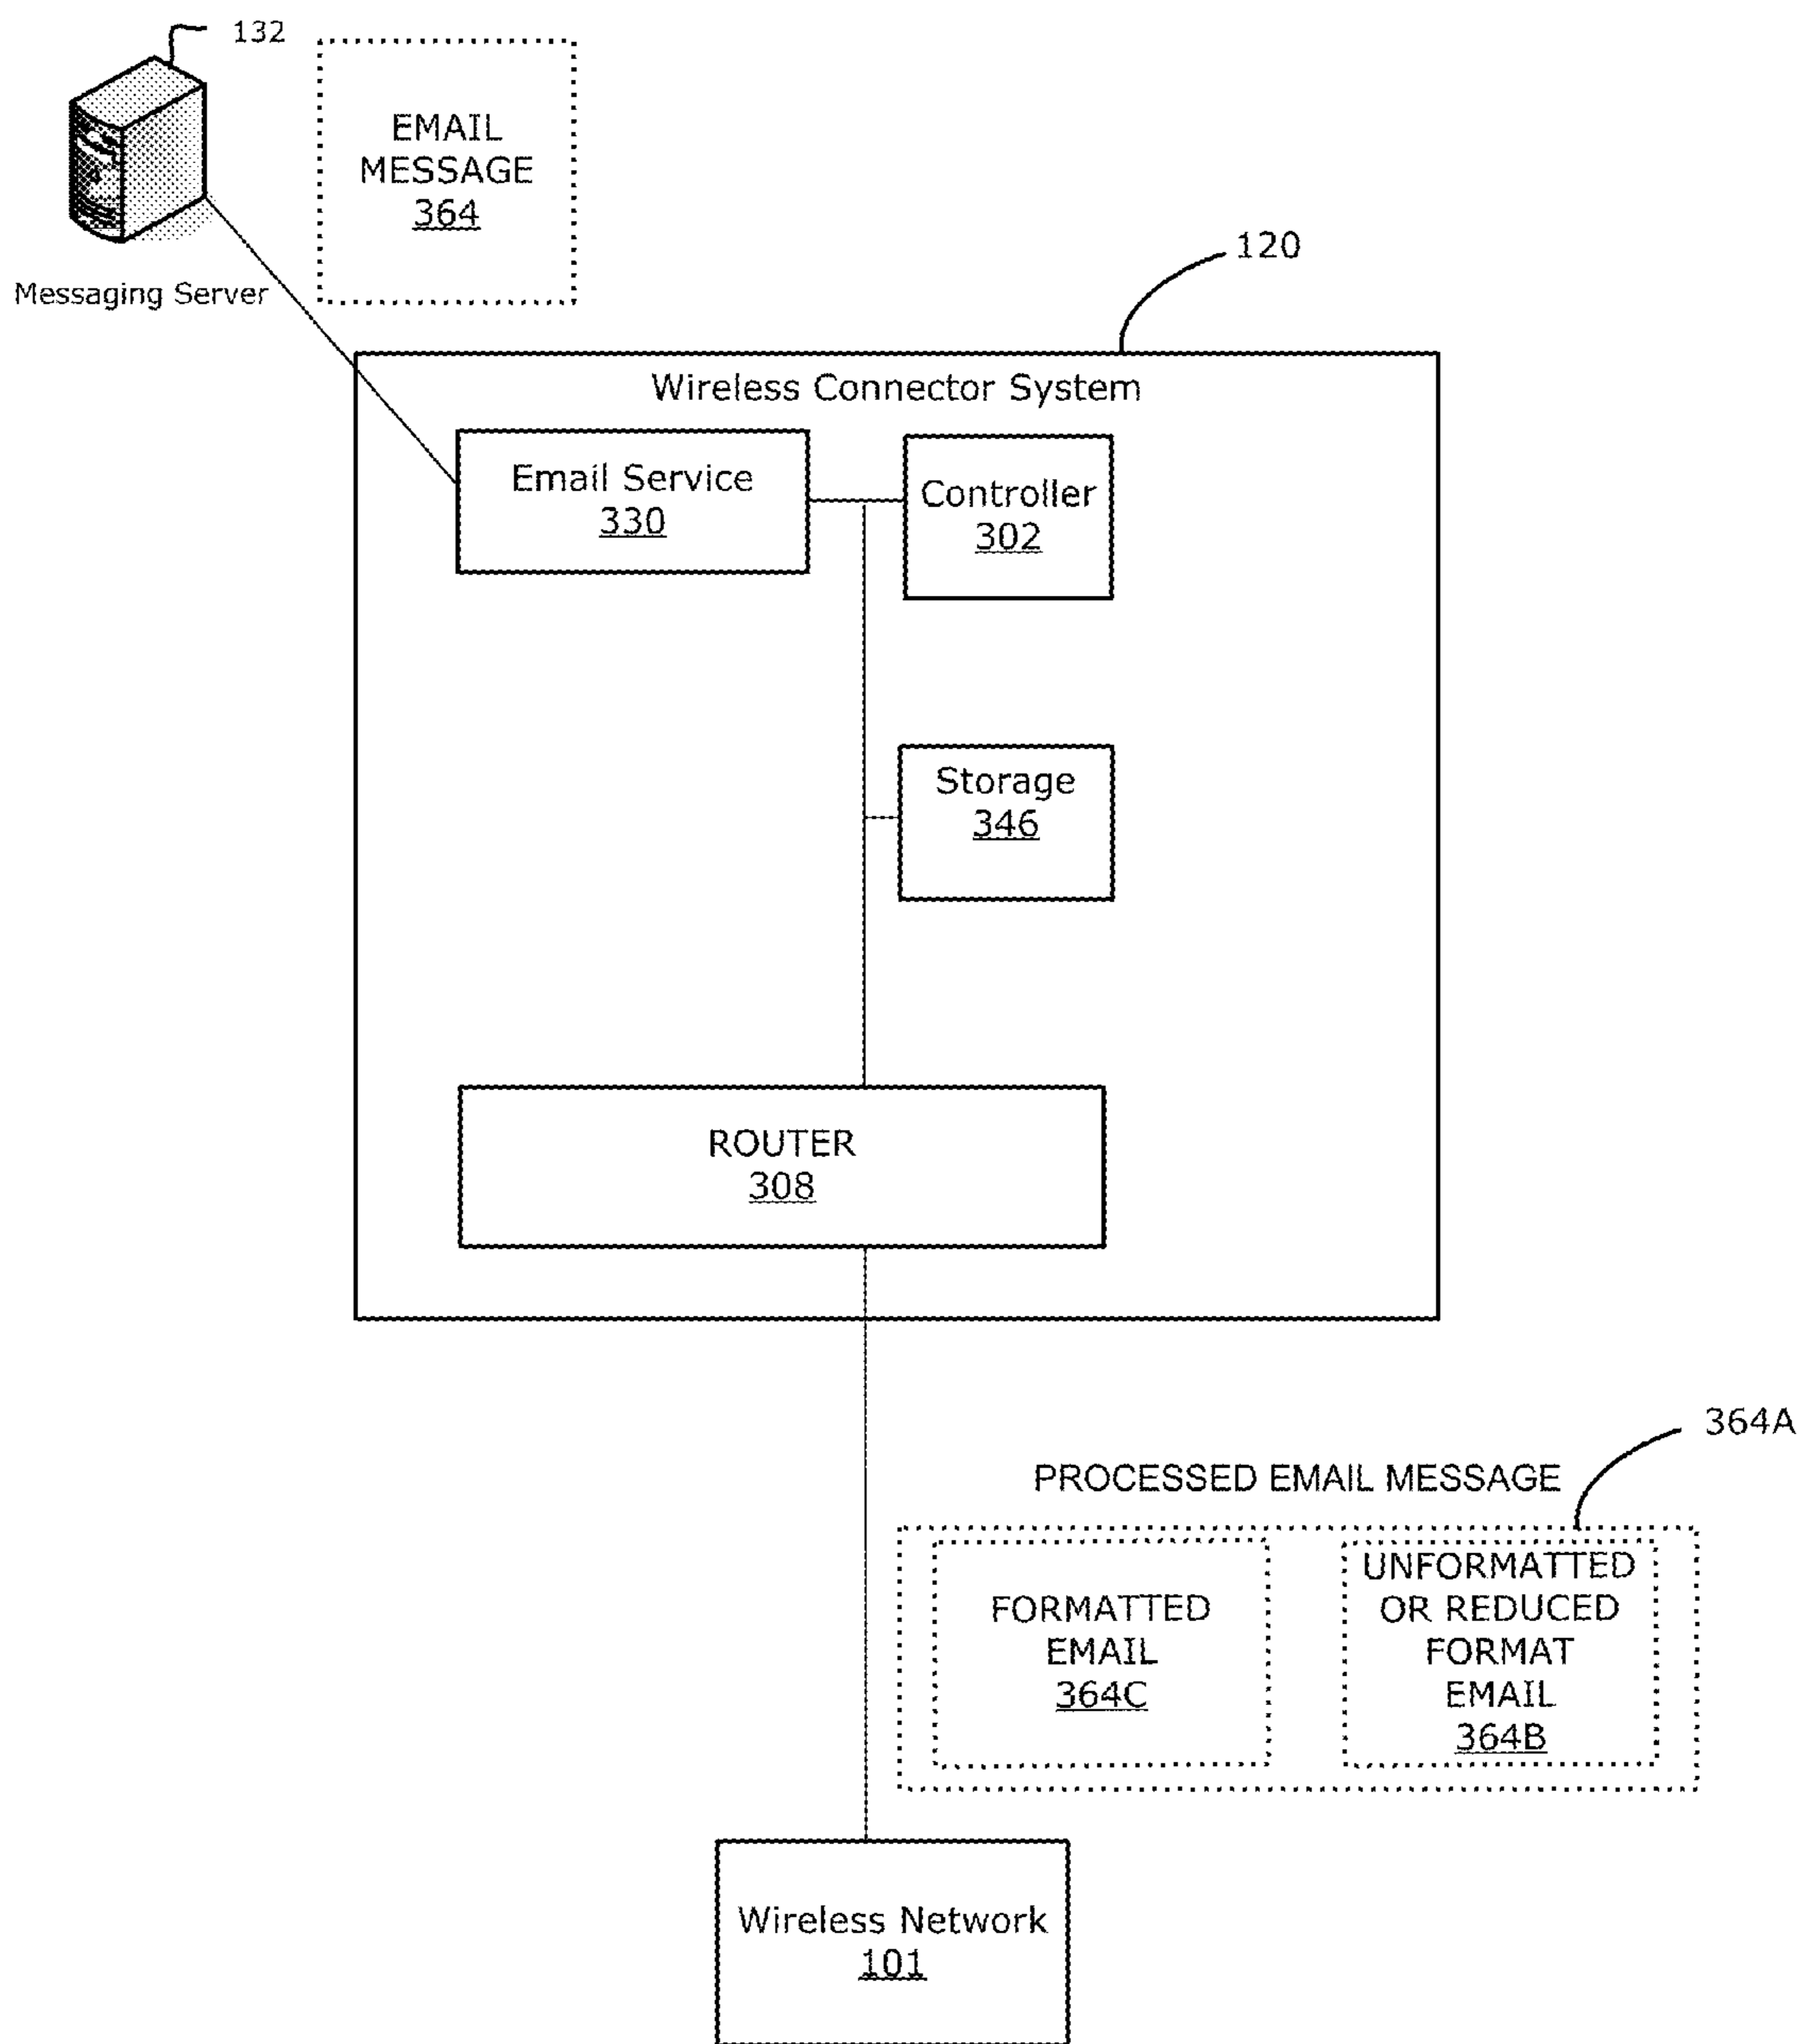 132
EMAIL
MESSAGE
364
Messaging Server
120
Wireless Connector System
Email Service
330
Controller
302
Storage
346
ROUTER
308
364A
PROCESSED EMAIL MESSAGE
FORMATTED
EMAIL
364C
UNFORMATTED
OR REDUCED
FORMAT
EMAIL
364B
Wireless Network
101